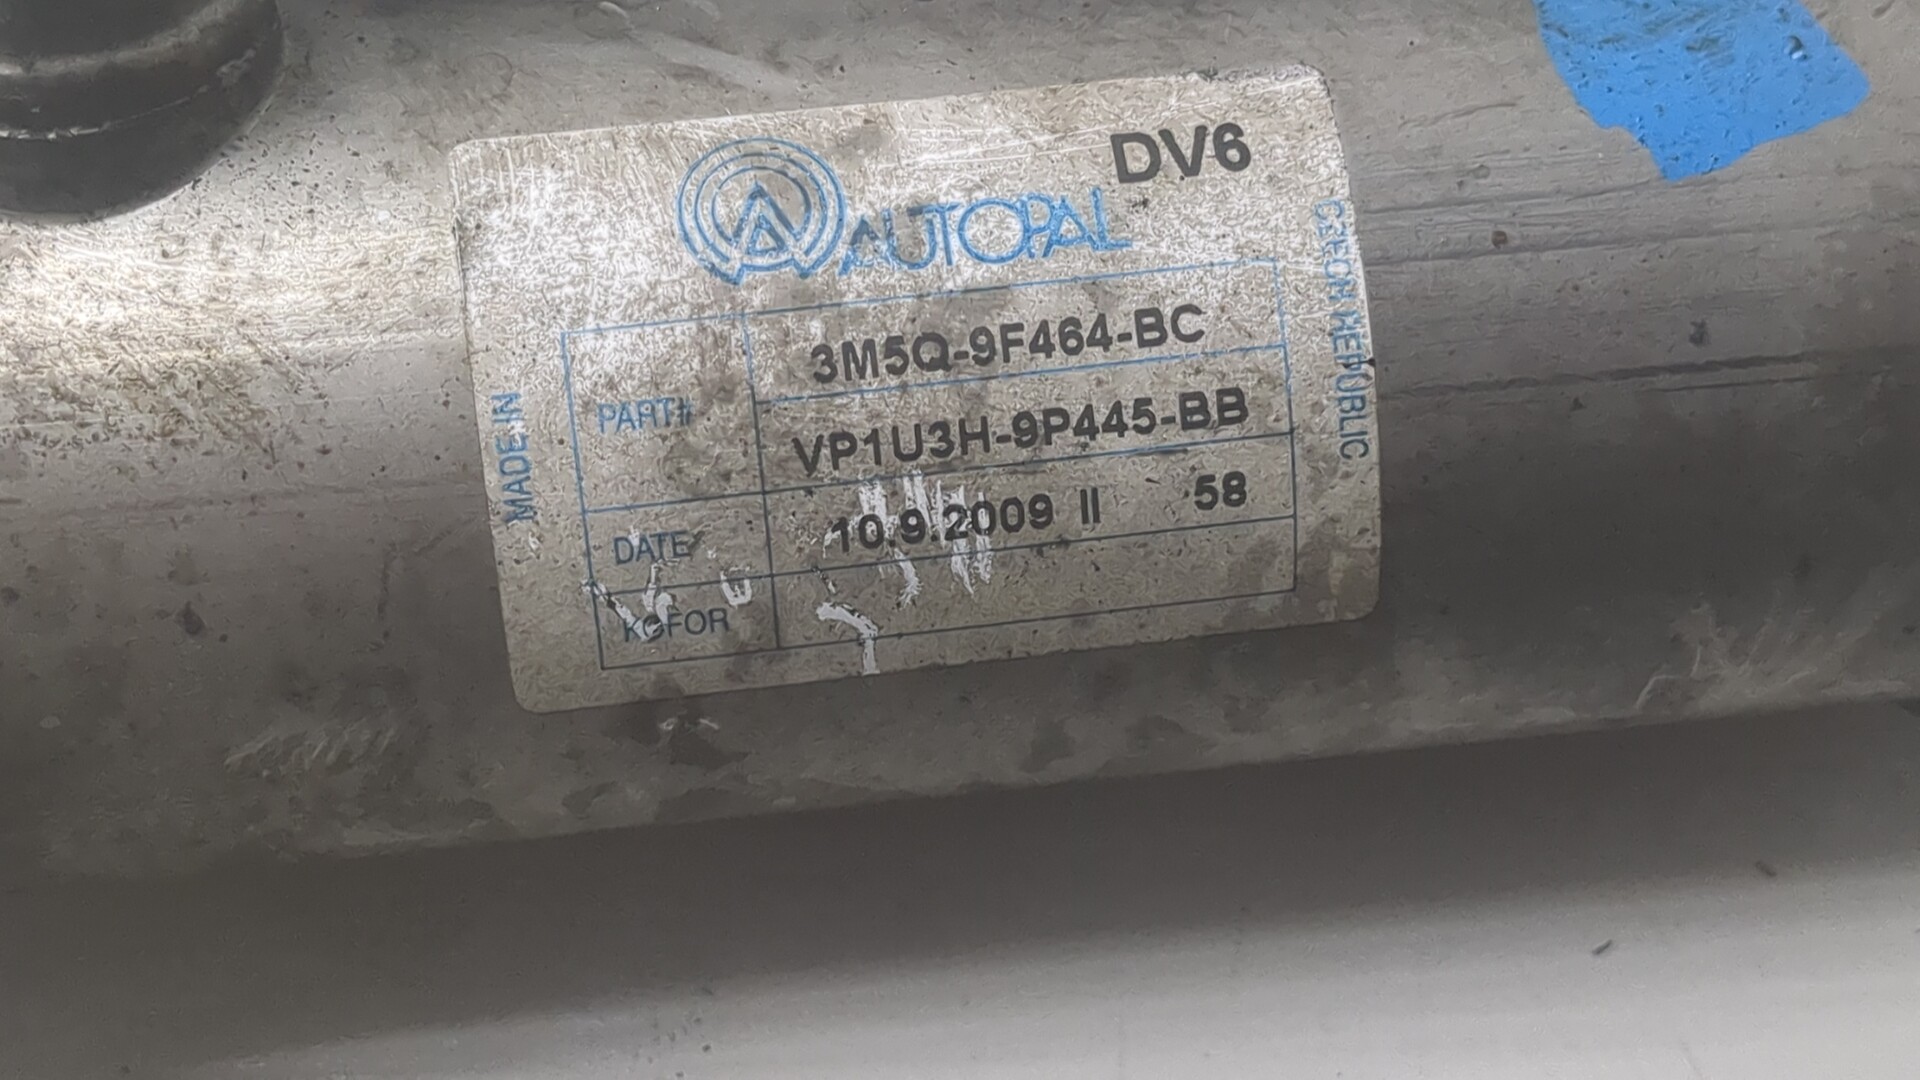 DV6
AUTOPAL
MADE IN
CZECH REPUBLIC
PART# 3M5Q-9F464-BC
VP1U3H-9P445-BB
DATE 10.9.2009 II 58
KOFOR